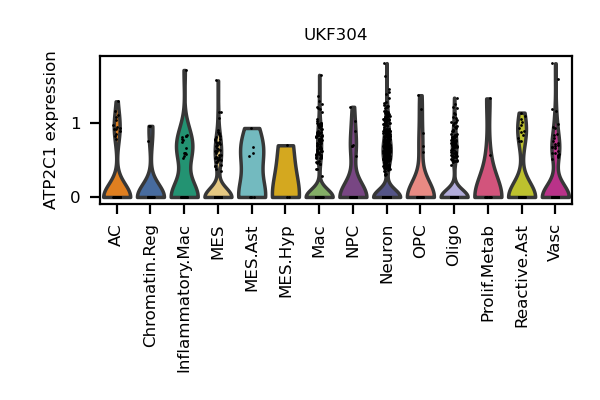 UKF304
ATP2C1 expression
1
0
AC
Chromatin.Reg
Inflammatory.Mac
MES
MES.Ast
MES.Hyp
Mac
NPC
Neuron
OPC
Oligo
Prolif.Metab
Reactive.Ast
Vasc